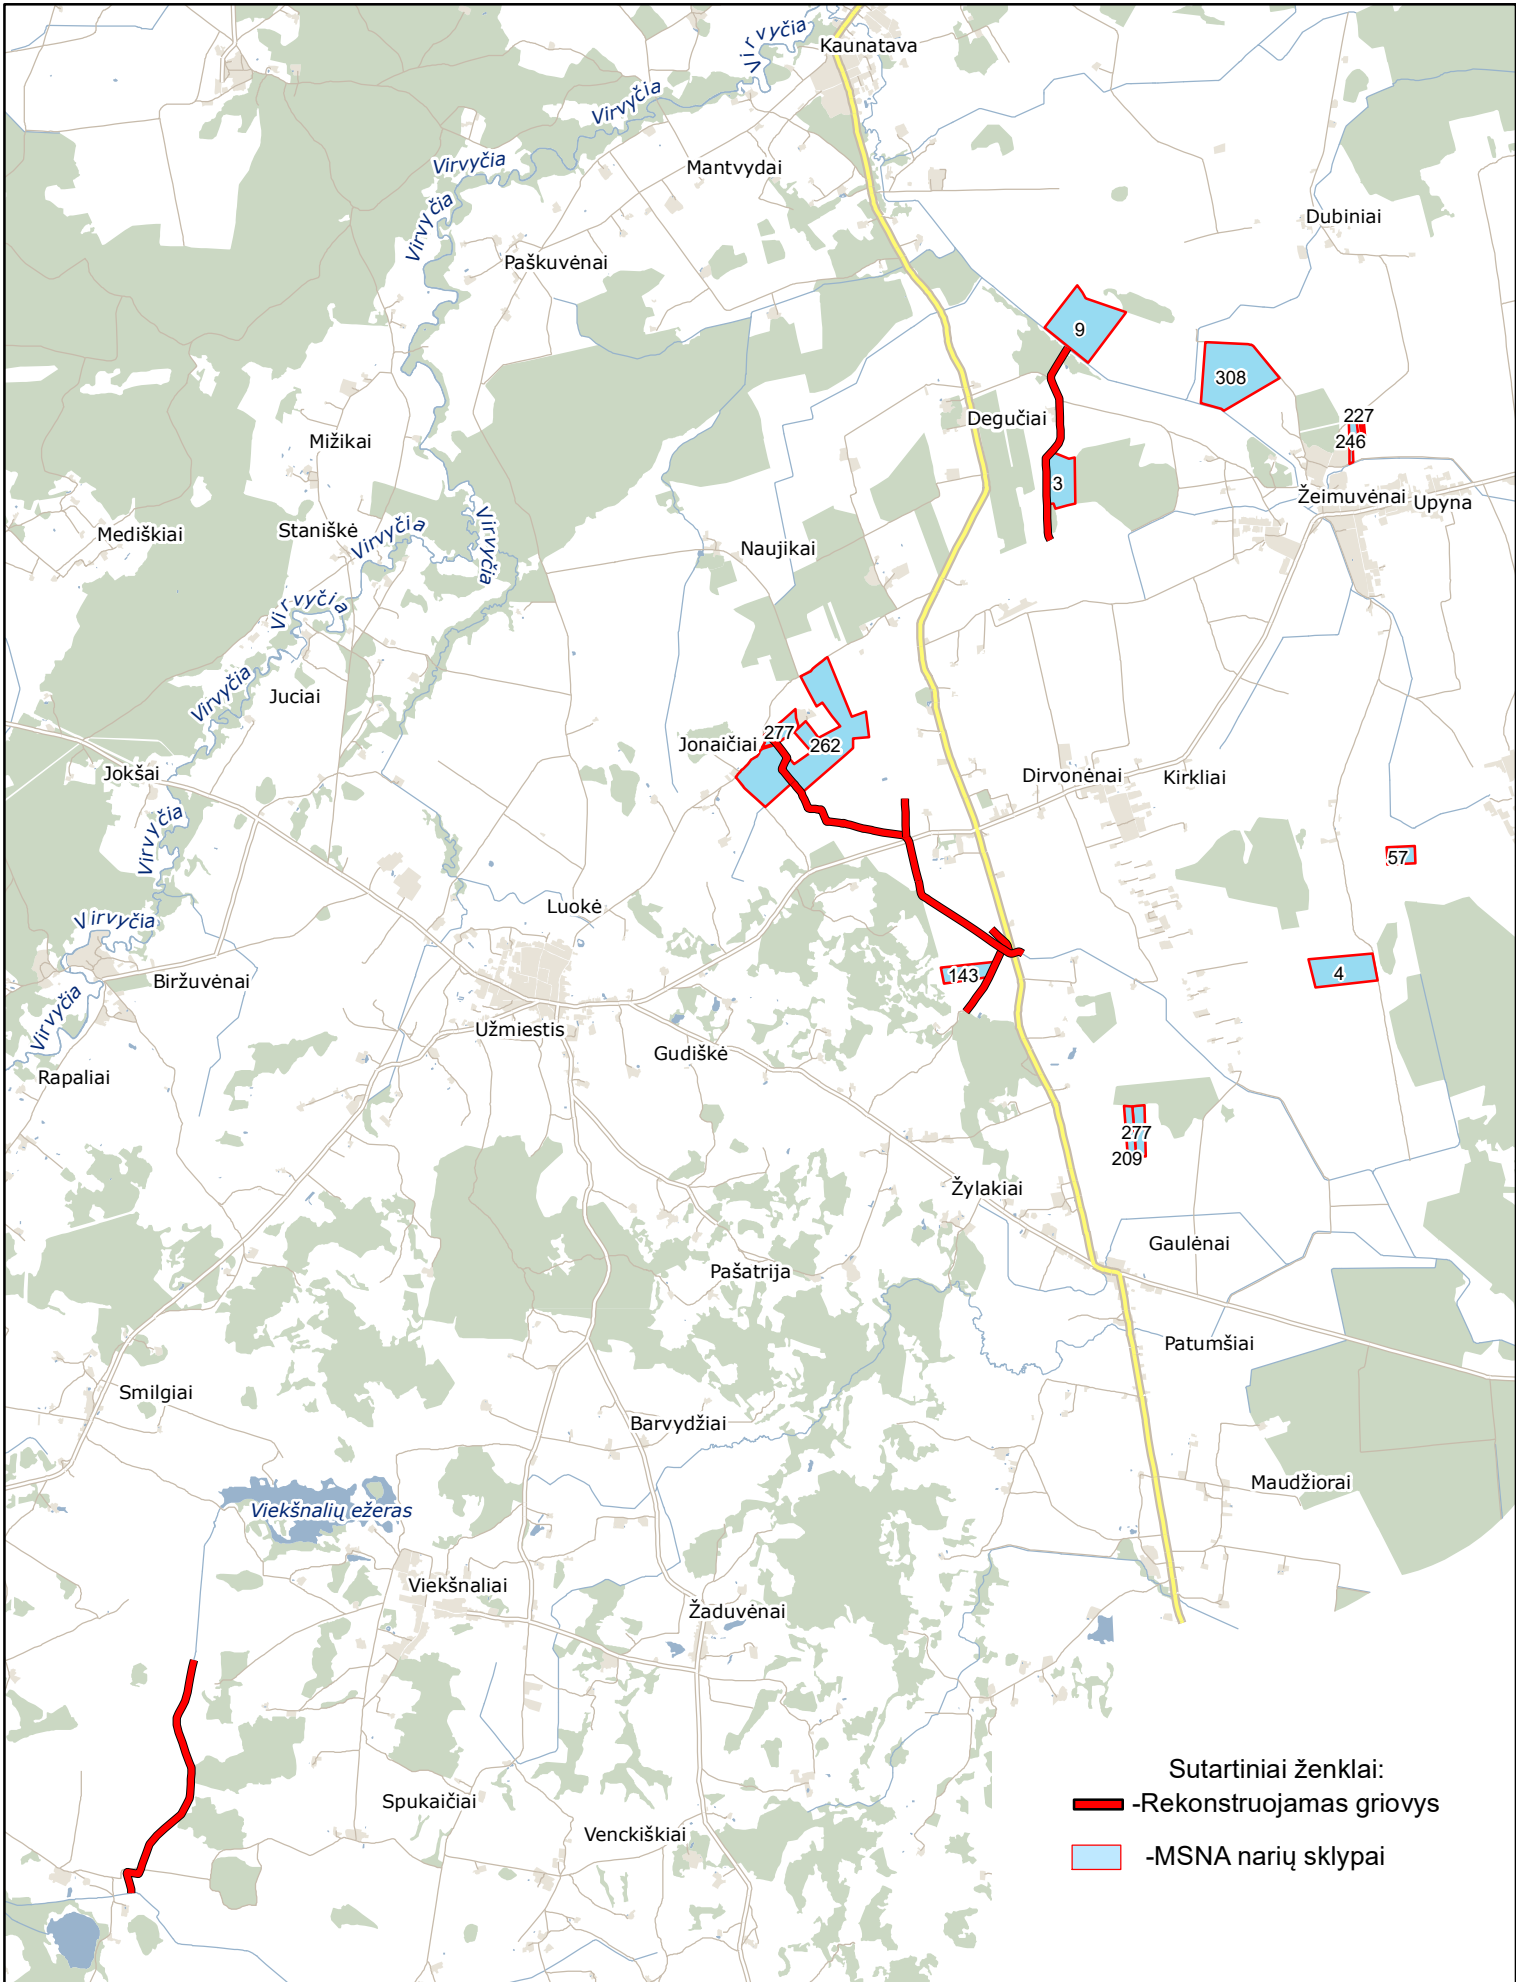 Virvyčia
Kaunatava
Virvyčia
Virvyčia
Mantvydai
Virvyčia
Dubiniai
Paškuvėnai
9
308
Degučiai
227
246
Mižikai
3
Žeimuvėnai
Upyna
Mediškiai
Staniškė
Virvyčia
Virvyčia
Naujikai
Virvyčia
Virvyčia
Juciai
277
262
Jonaičiai
Jokšai
Dirvonėnai
Kirkliai
Virvyčia
57
Luokė
Virvyčia
143
4
Biržuvėnai
Virvyčia
Užmiestis
Gudiškė
Rapaliai
277
209
Žylakiai
Gaulėnai
Pašatrija
Patumšiai
Smilgiai
Barvydžiai
Maudžiorai
Viekšnalių ežeras
Viekšnaliai
Žaduvėnai
Sutartiniai ženklai:
-Rekonstruojamas griovys
-MSNA narių sklypai
Spukaičiai
Venckiškiai